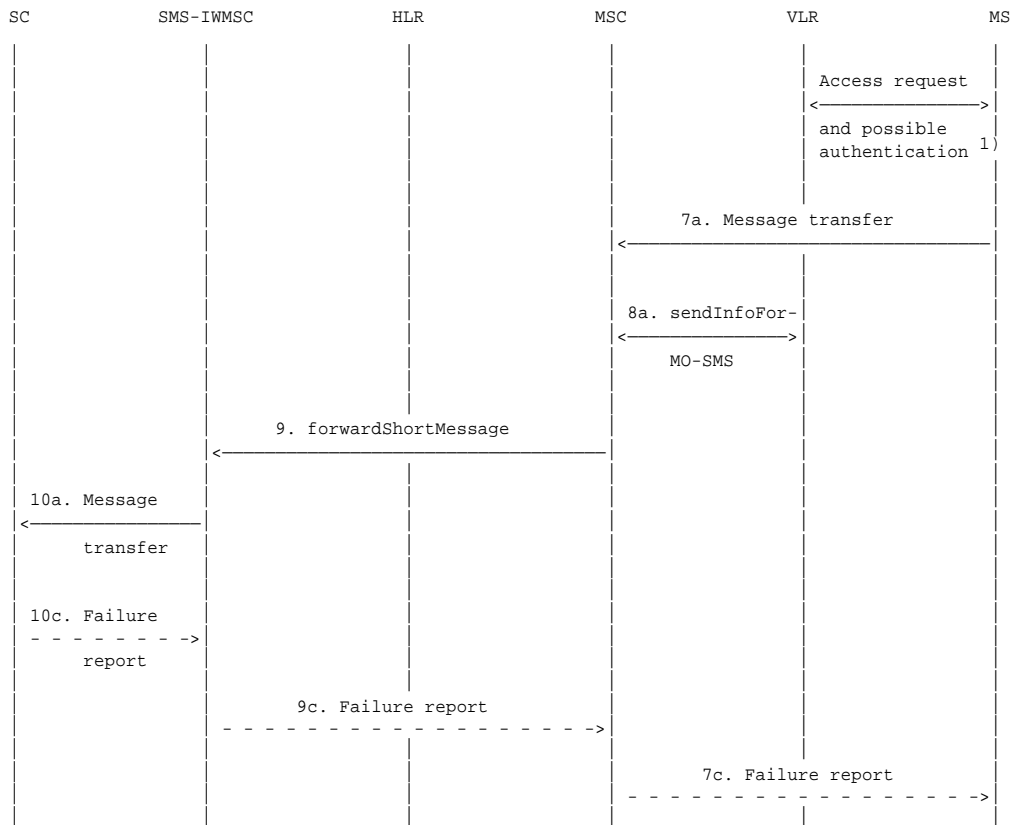 SC SMS-IWMSC HLR MSC VLR MS
Access request
and possible
authentication 1)
7a. Message transfer
8a. sendInfoFor-
MO-SMS
9. forwardShortMessage
10a. Message
transfer
10c. Failure
report
9c. Failure report
7c. Failure report